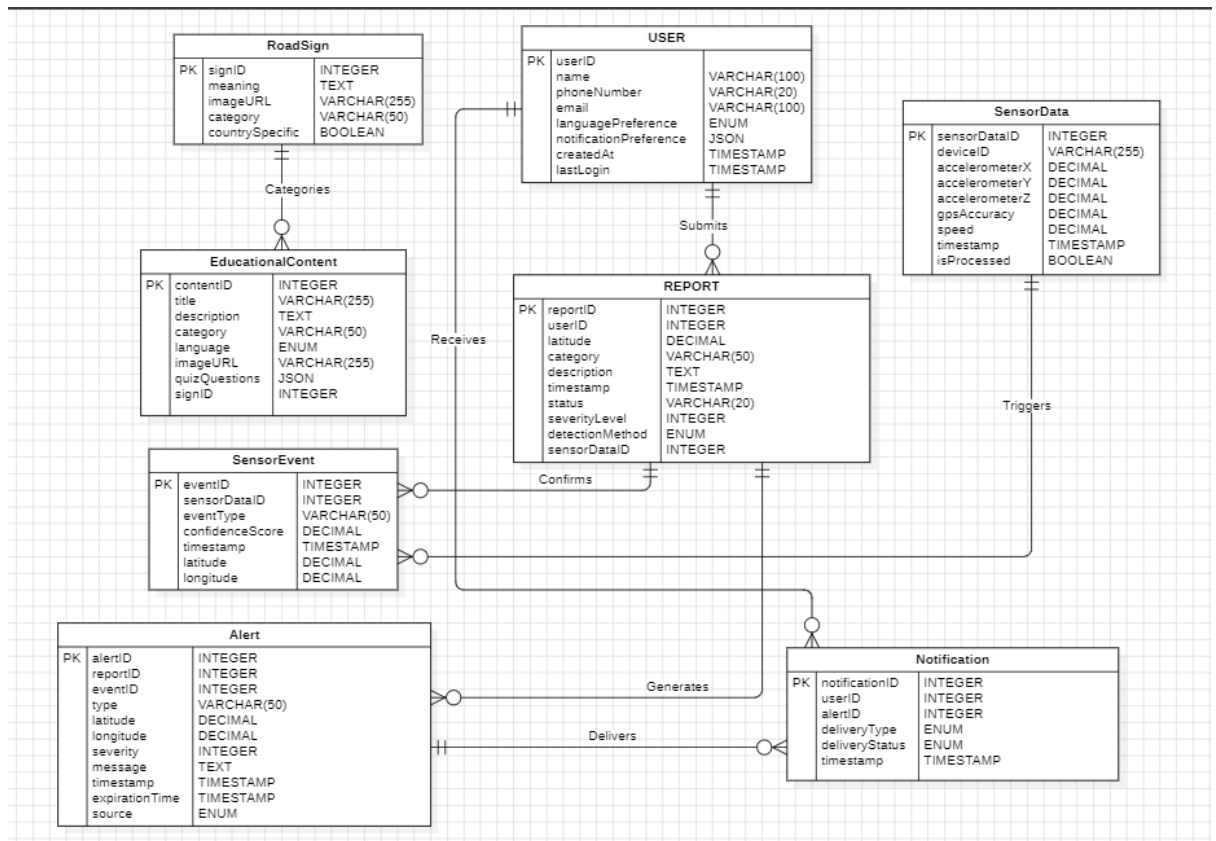 RoadSign
PK signID INTEGER
meaning TEXT
imageURL VARCHAR(255)
category VARCHAR(50)
countrySpecific BOOLEAN
Categories
EducationalContent
PK contentID INTEGER
title VARCHAR(255)
description TEXT
category VARCHAR(50)
language ENUM
imageURL VARCHAR(255)
quizQuestions JSON
signID INTEGER
USER
PK userID
name VARCHAR(100)
phoneNumber VARCHAR(20)
email VARCHAR(100)
languagePreference ENUM
notificationPreference JSON
createdAt TIMESTAMP
lastLogin TIMESTAMP
Submits
Receives
REPORT
PK reportID INTEGER
userID INTEGER
latitude DECIMAL
category VARCHAR(50)
description TEXT
timestamp TIMESTAMP
status VARCHAR(20)
severityLevel INTEGER
detectionMethod ENUM
sensorDataID INTEGER
SensorData
PK sensorDataID INTEGER
deviceID VARCHAR(255)
accelerometerX DECIMAL
accelerometerY DECIMAL
accelerometerZ DECIMAL
gpsAccuracy DECIMAL
speed DECIMAL
timestamp TIMESTAMP
isProcessed BOOLEAN
Triggers
SensorEvent
PK eventID INTEGER
sensorDataID INTEGER
eventType VARCHAR(50)
confidenceScore DECIMAL
timestamp TIMESTAMP
latitude DECIMAL
longitude DECIMAL
Confirms
Alert
PK alertID INTEGER
reportID INTEGER
eventID INTEGER
type VARCHAR(50)
latitude DECIMAL
longitude DECIMAL
severity INTEGER
message TEXT
timestamp TIMESTAMP
expirationTime TIMESTAMP
source ENUM
Generates
Delivers
Notification
PK notificationID INTEGER
userID INTEGER
alertID INTEGER
deliveryType ENUM
deliveryStatus ENUM
timestamp TIMESTAMP